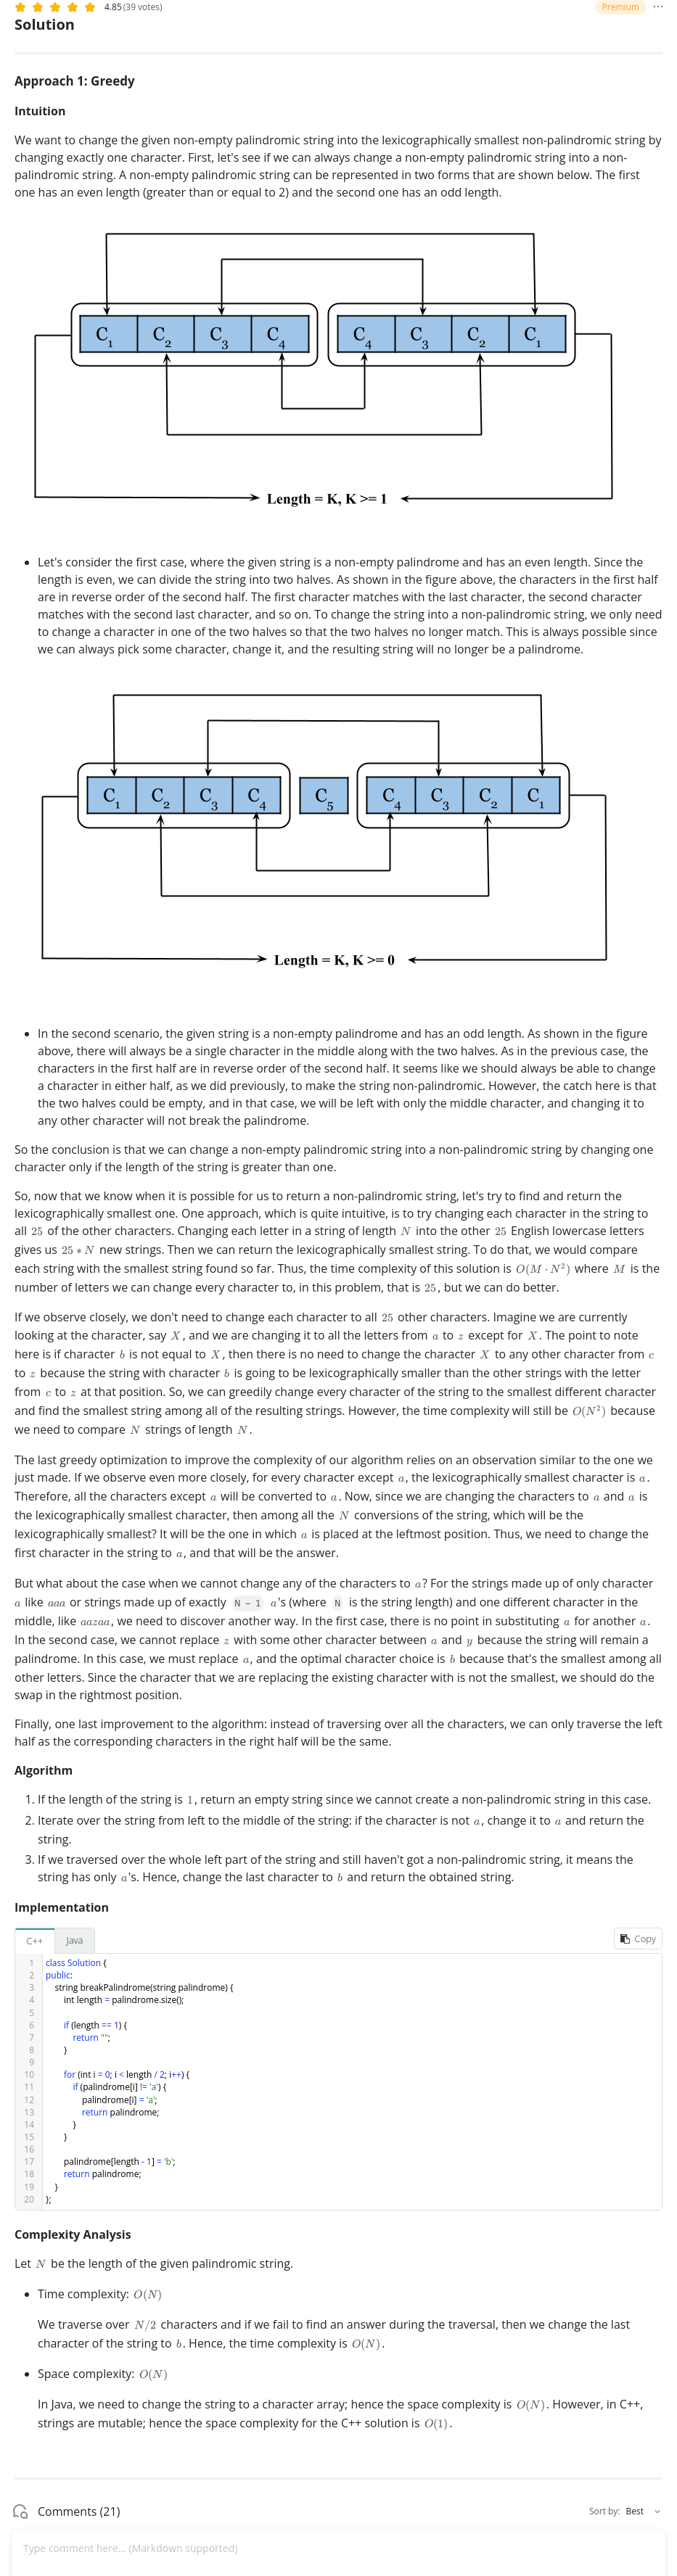 4.85 (39 votes)
Premium
Solution
Approach 1: Greedy
Intuition
We want to change the given non-empty palindromic string into the lexicographically smallest non-palindromic string by
changing exactly one character. First, let's see if we can always change a non-empty palindromic string into a non-
palindromic string. A non-empty palindromic string can be represented in two forms that are shown below. The first
one has an even length (greater than or equal to 2) and the second one has an odd length.
C1 C2 C3 C4 C4 C3 C2 C1
Length = K, K >= 1
• Let's consider the first case, where the given string is a non-empty palindrome and has an even length. Since the
length is even, we can divide the string into two halves. As shown in the figure above, the characters in the first half
are in reverse order of the second half. The first character matches with the last character, the second character
matches with the second last character, and so on. To change the string into a non-palindromic string, we only need
to change a character in one of the two halves so that the two halves no longer match. This is always possible since
we can always pick some character, change it, and the resulting string will no longer be a palindrome.
C1 C2 C3 C4 C5 C4 C3 C2 C1
Length = K, K >= 0
• In the second scenario, the given string is a non-empty palindrome and has an odd length. As shown in the figure
above, there will always be a single character in the middle along with the two halves. As in the previous case, the
characters in the first half are in reverse order of the second half. It seems like we should always be able to change
a character in either half, as we did previously, to make the string non-palindromic. However, the catch here is that
the two halves could be empty, and in that case, we will be left with only the middle character, and changing it to
any other character will not break the palindrome.
So the conclusion is that we can change a non-empty palindromic string into a non-palindromic string by changing one
character only if the length of the string is greater than one.
So, now that we know when it is possible for us to return a non-palindromic string, let's try to find and return the
lexicographically smallest one. One approach, which is quite intuitive, is to try changing each character in the string to
all 25 of the other characters. Changing each letter in a string of length N into the other 25 English lowercase letters
gives us 25 * N new strings. Then we can return the lexicographically smallest string. To do that, we would compare
each string with the smallest string found so far. Thus, the time complexity of this solution is O(M · N²) where M is the
number of letters we can change every character to, in this problem, that is 25, but we can do better.
If we observe closely, we don't need to change each character to all 25 other characters. Imagine we are currently
looking at the character, say X, and we are changing it to all the letters from a to z except for X. The point to note
here is if character b is not equal to X, then there is no need to change the character X to any other character from c
to z because the string with character b is going to be lexicographically smaller than the other strings with the letter
from c to z at that position. So, we can greedily change every character of the string to the smallest different character
and find the smallest string among all of the resulting strings. However, the time complexity will still be O(N²) because
we need to compare N strings of length N.
The last greedy optimization to improve the complexity of our algorithm relies on an observation similar to the one we
just made. If we observe even more closely, for every character except a, the lexicographically smallest character is a.
Therefore, all the characters except a will be converted to a. Now, since we are changing the characters to a and a is
the lexicographically smallest character, then among all the N conversions of the string, which will be the
lexicographically smallest? It will be the one in which a is placed at the leftmost position. Thus, we need to change the
first character in the string to a, and that will be the answer.
But what about the case when we cannot change any of the characters to a? For the strings made up of only character
a like aaa or strings made up of exactly N - 1 a's (where N is the string length) and one different character in the
middle, like aazaa, we need to discover another way. In the first case, there is no point in substituting a for another a.
In the second case, we cannot replace z with some other character between a and y because the string will remain a
palindrome. In this case, we must replace a, and the optimal character choice is b because that's the smallest among all
other letters. Since the character that we are replacing the existing character with is not the smallest, we should do the
swap in the rightmost position.
Finally, one last improvement to the algorithm: instead of traversing over all the characters, we can only traverse the left
half as the corresponding characters in the right half will be the same.
Algorithm
1. If the length of the string is 1, return an empty string since we cannot create a non-palindromic string in this case.
2. Iterate over the string from left to the middle of the string: if the character is not a, change it to a and return the
string.
3. If we traversed over the whole left part of the string and still haven't got a non-palindromic string, it means the
string has only a's. Hence, change the last character to b and return the obtained string.
Implementation
C++ Java Copy
1 class Solution {
2 public:
3 string breakPalindrome(string palindrome) {
4 int length = palindrome.size();
5
6 if (length == 1) {
7 return "";
8 }
9
10 for (int i = 0; i < length / 2; i++) {
11 if (palindrome[i] != 'a') {
12 palindrome[i] = 'a';
13 return palindrome;
14 }
15 }
16
17 palindrome[length - 1] = 'b';
18 return palindrome;
19 }
20 };
Complexity Analysis
Let N be the length of the given palindromic string.
• Time complexity: O(N)
We traverse over N/2 characters and if we fail to find an answer during the traversal, then we change the last
character of the string to b. Hence, the time complexity is O(N).
• Space complexity: O(N)
In Java, we need to change the string to a character array; hence the space complexity is O(N). However, in C++,
strings are mutable; hence the space complexity for the C++ solution is O(1).
Comments (21)
Sort by: Best
Type comment here... (Markdown supported)